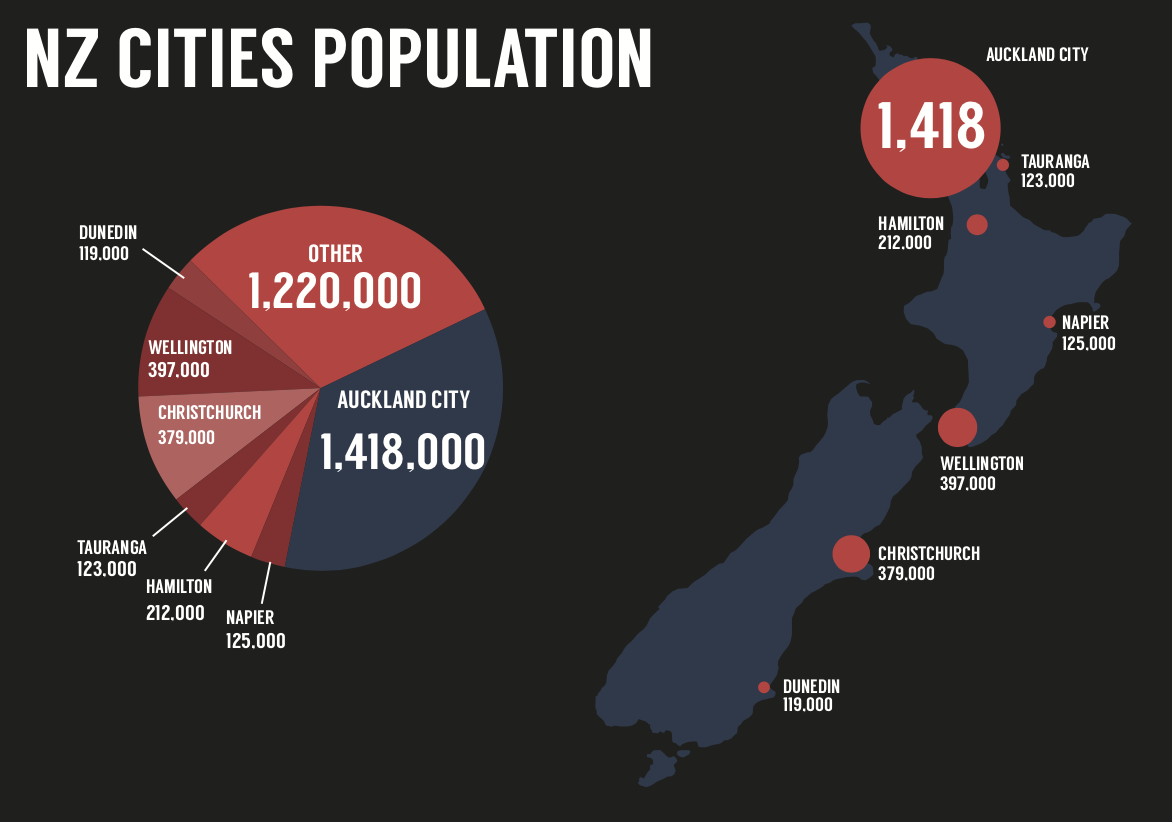 NZ CITIES POPULATION
DUNEDIN
119,000
OTHER
1,220,000
WELLINGTON
397,000
CHRISTCHURCH
379,000
AUCKLAND CITY
1,418,000
TAURANGA
123,000
HAMILTON
212,000
NAPIER
125,000
AUCKLAND CITY
1,418
TAURANGA
123,000
HAMILTON
212,000
NAPIER
125,000
WELLINGTON
397,000
CHRISTCHURCH
379,000
DUNEDIN
119,000